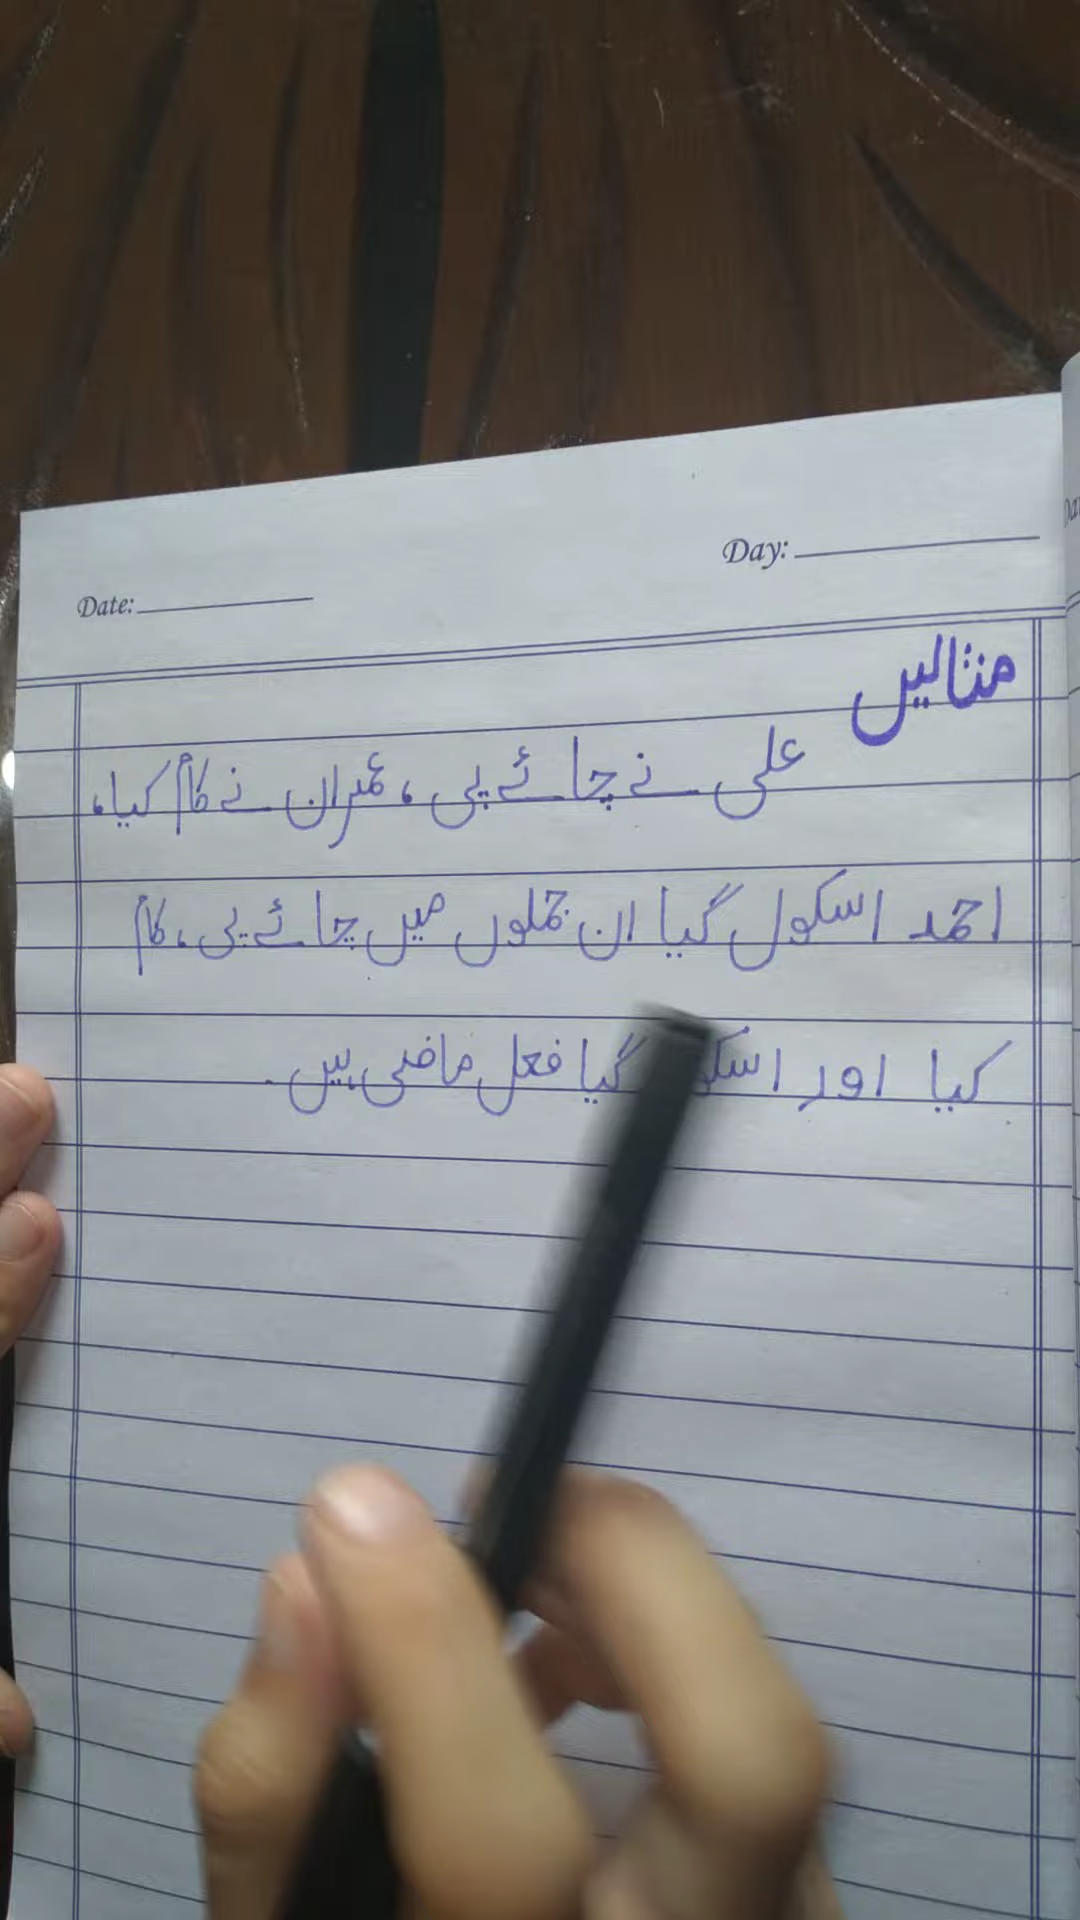 Day:
Date:
مثالیں
علی نے چائے پی، عمران نے کام کیا،
احمد اسکول گیا ان جملوں میں چائے پی، کام
کیا اور گیا فعل ماضی ہیں۔